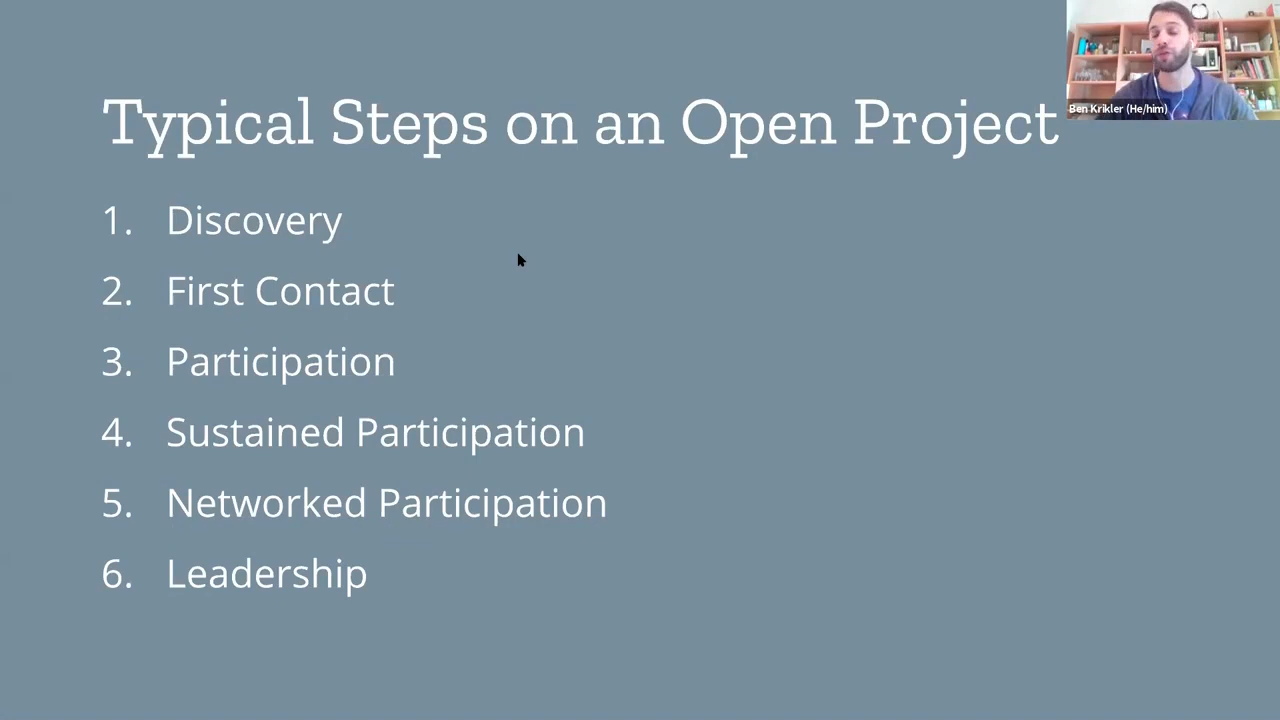 Typical Steps on an Open Project
Ben Krikler (He/him)
1. Discovery
2. First Contact
3. Participation
4. Sustained Participation
5. Networked Participation
6. Leadership